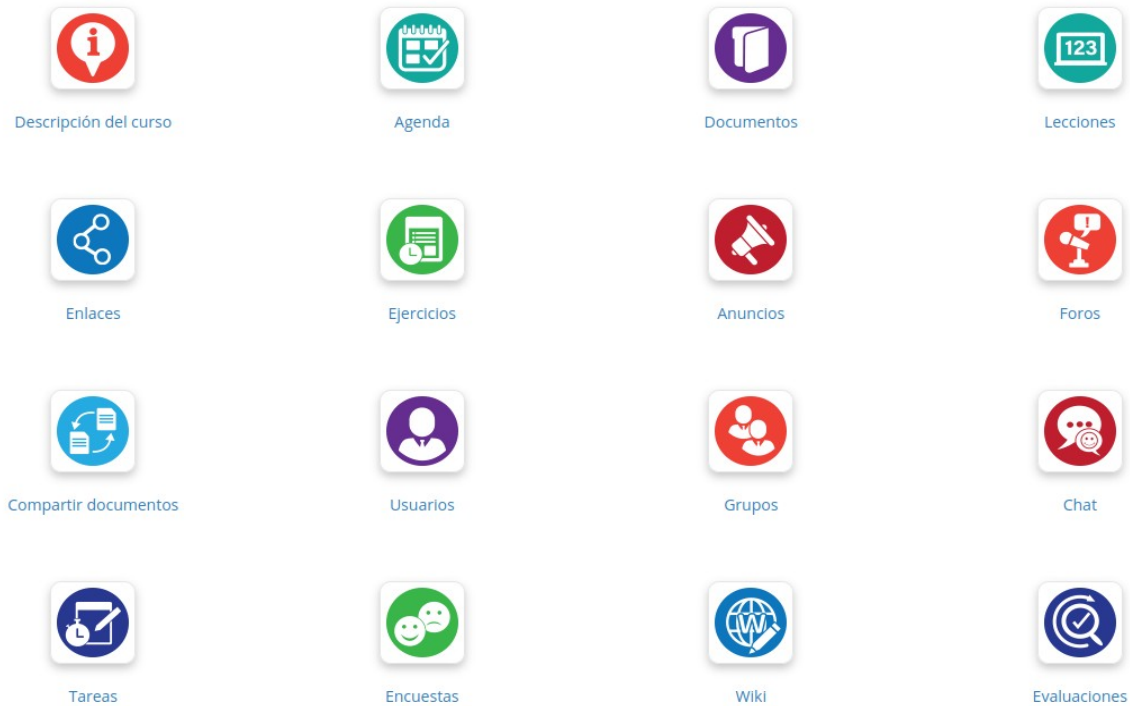 Descripción del curso
Agenda
Documentos
123
Lecciones
Enlaces
Ejercicios
Anuncios
Foros
Compartir documentos
Usuarios
Grupos
Chat
Tareas
Encuestas
W
Wiki
Evaluaciones